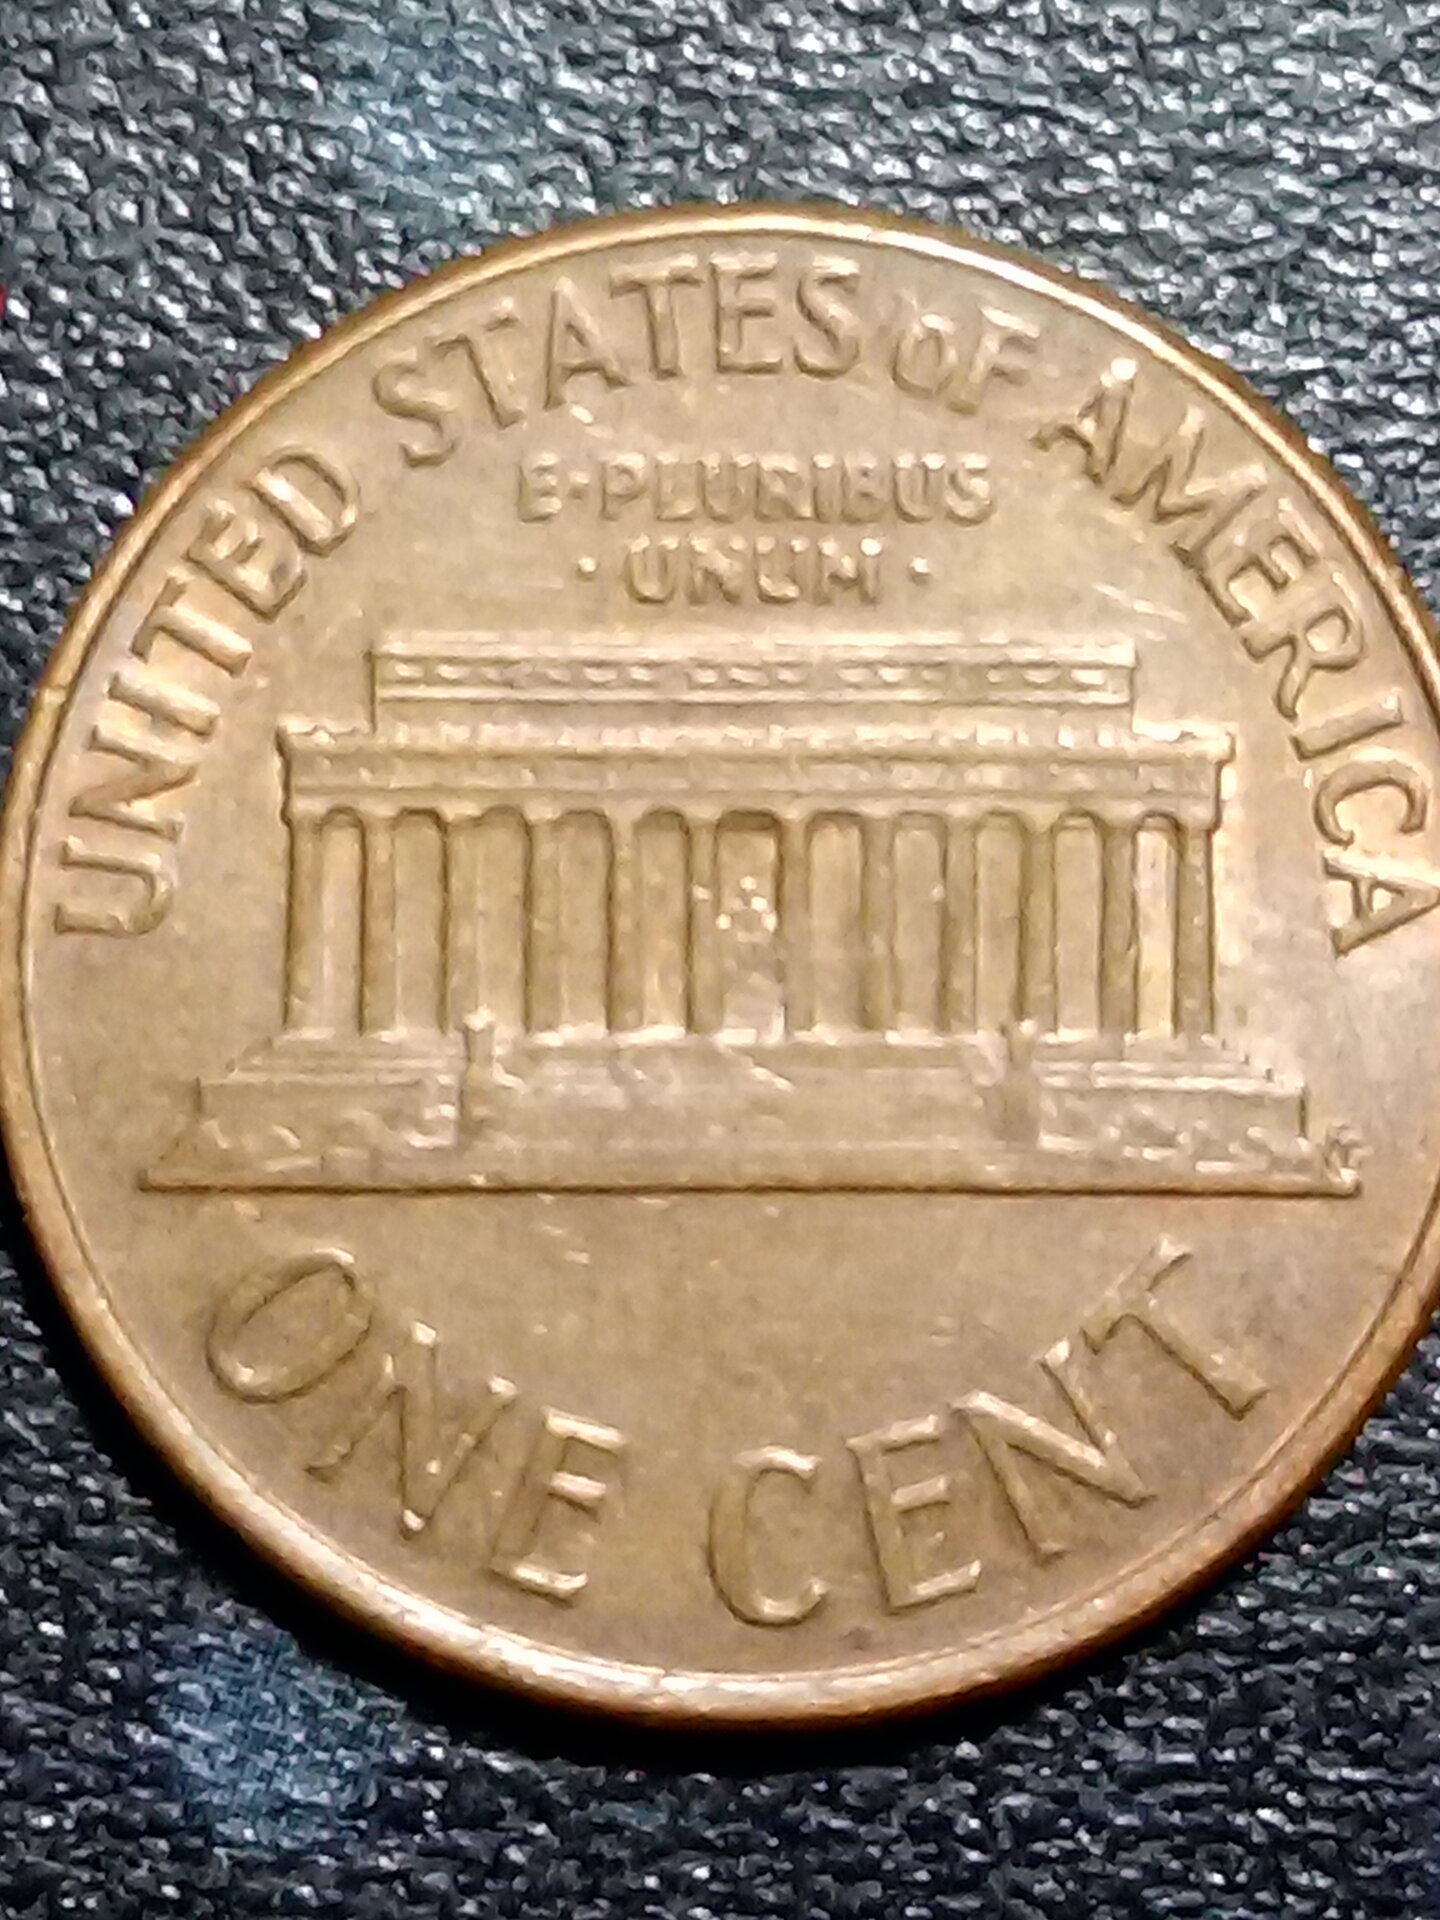 UNITED STATES OF AMERICA
E·PLURIBUS
·UNUM·
ONE CENT